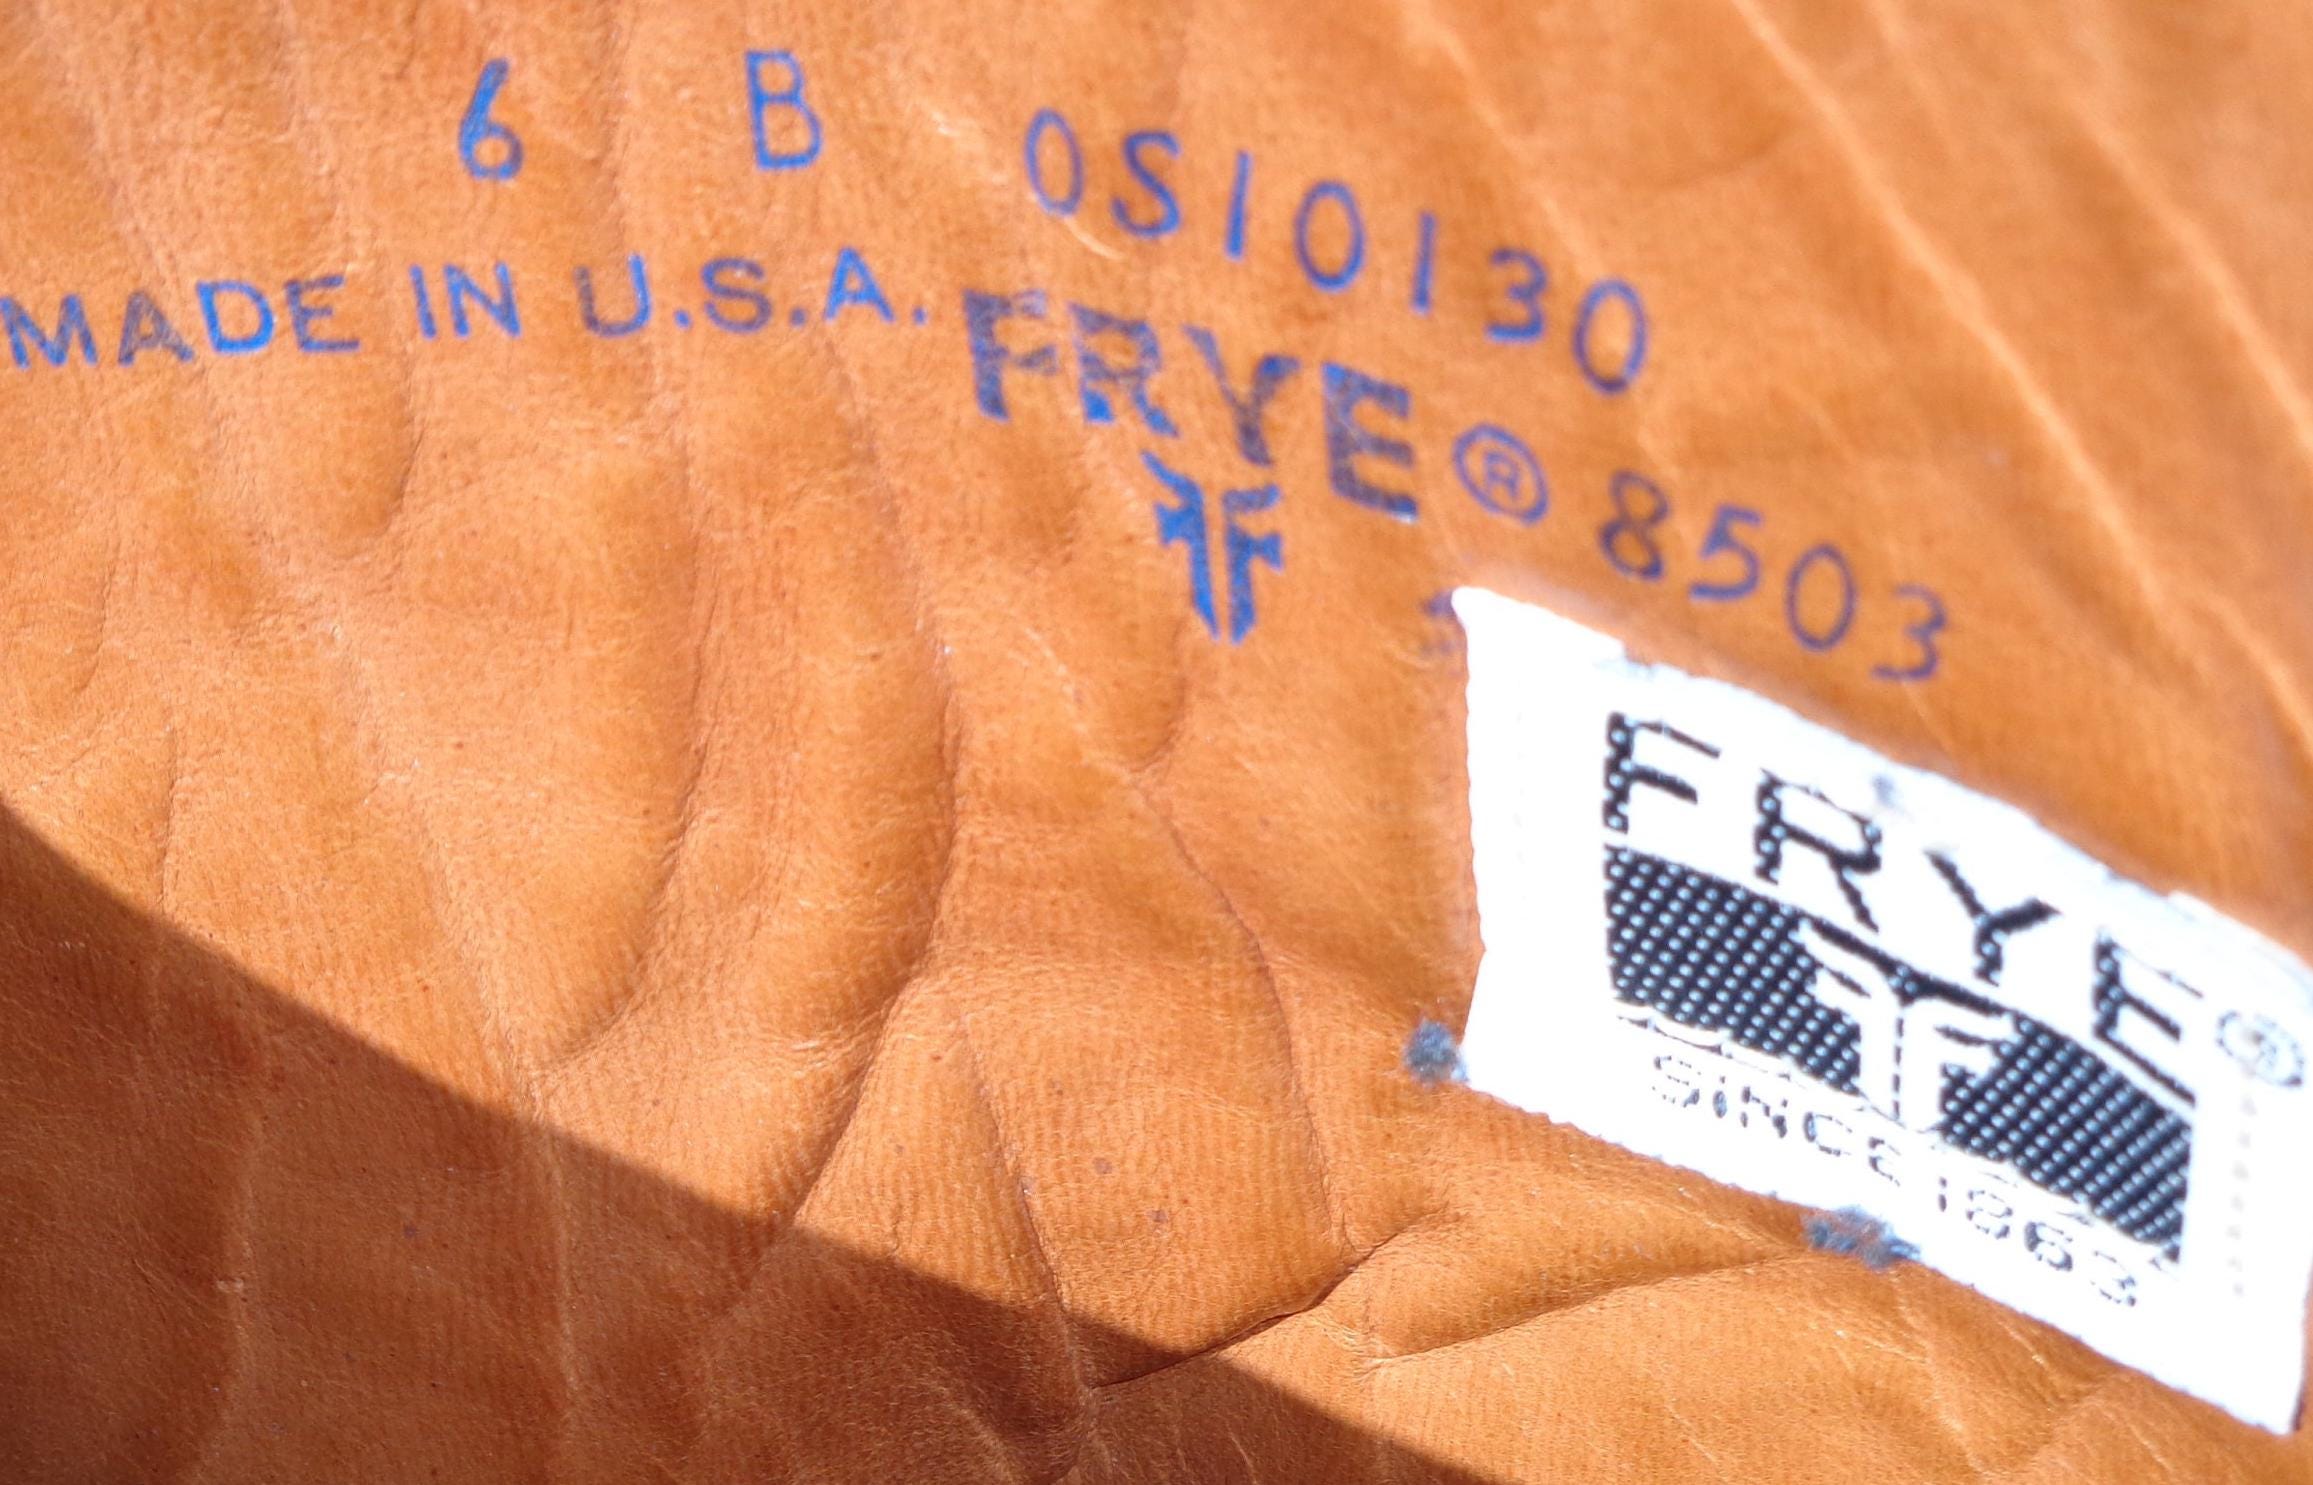 6 B 0S10130
MADE IN U.S.A. FRYE® 8503
FRYE®
SINCE 1863